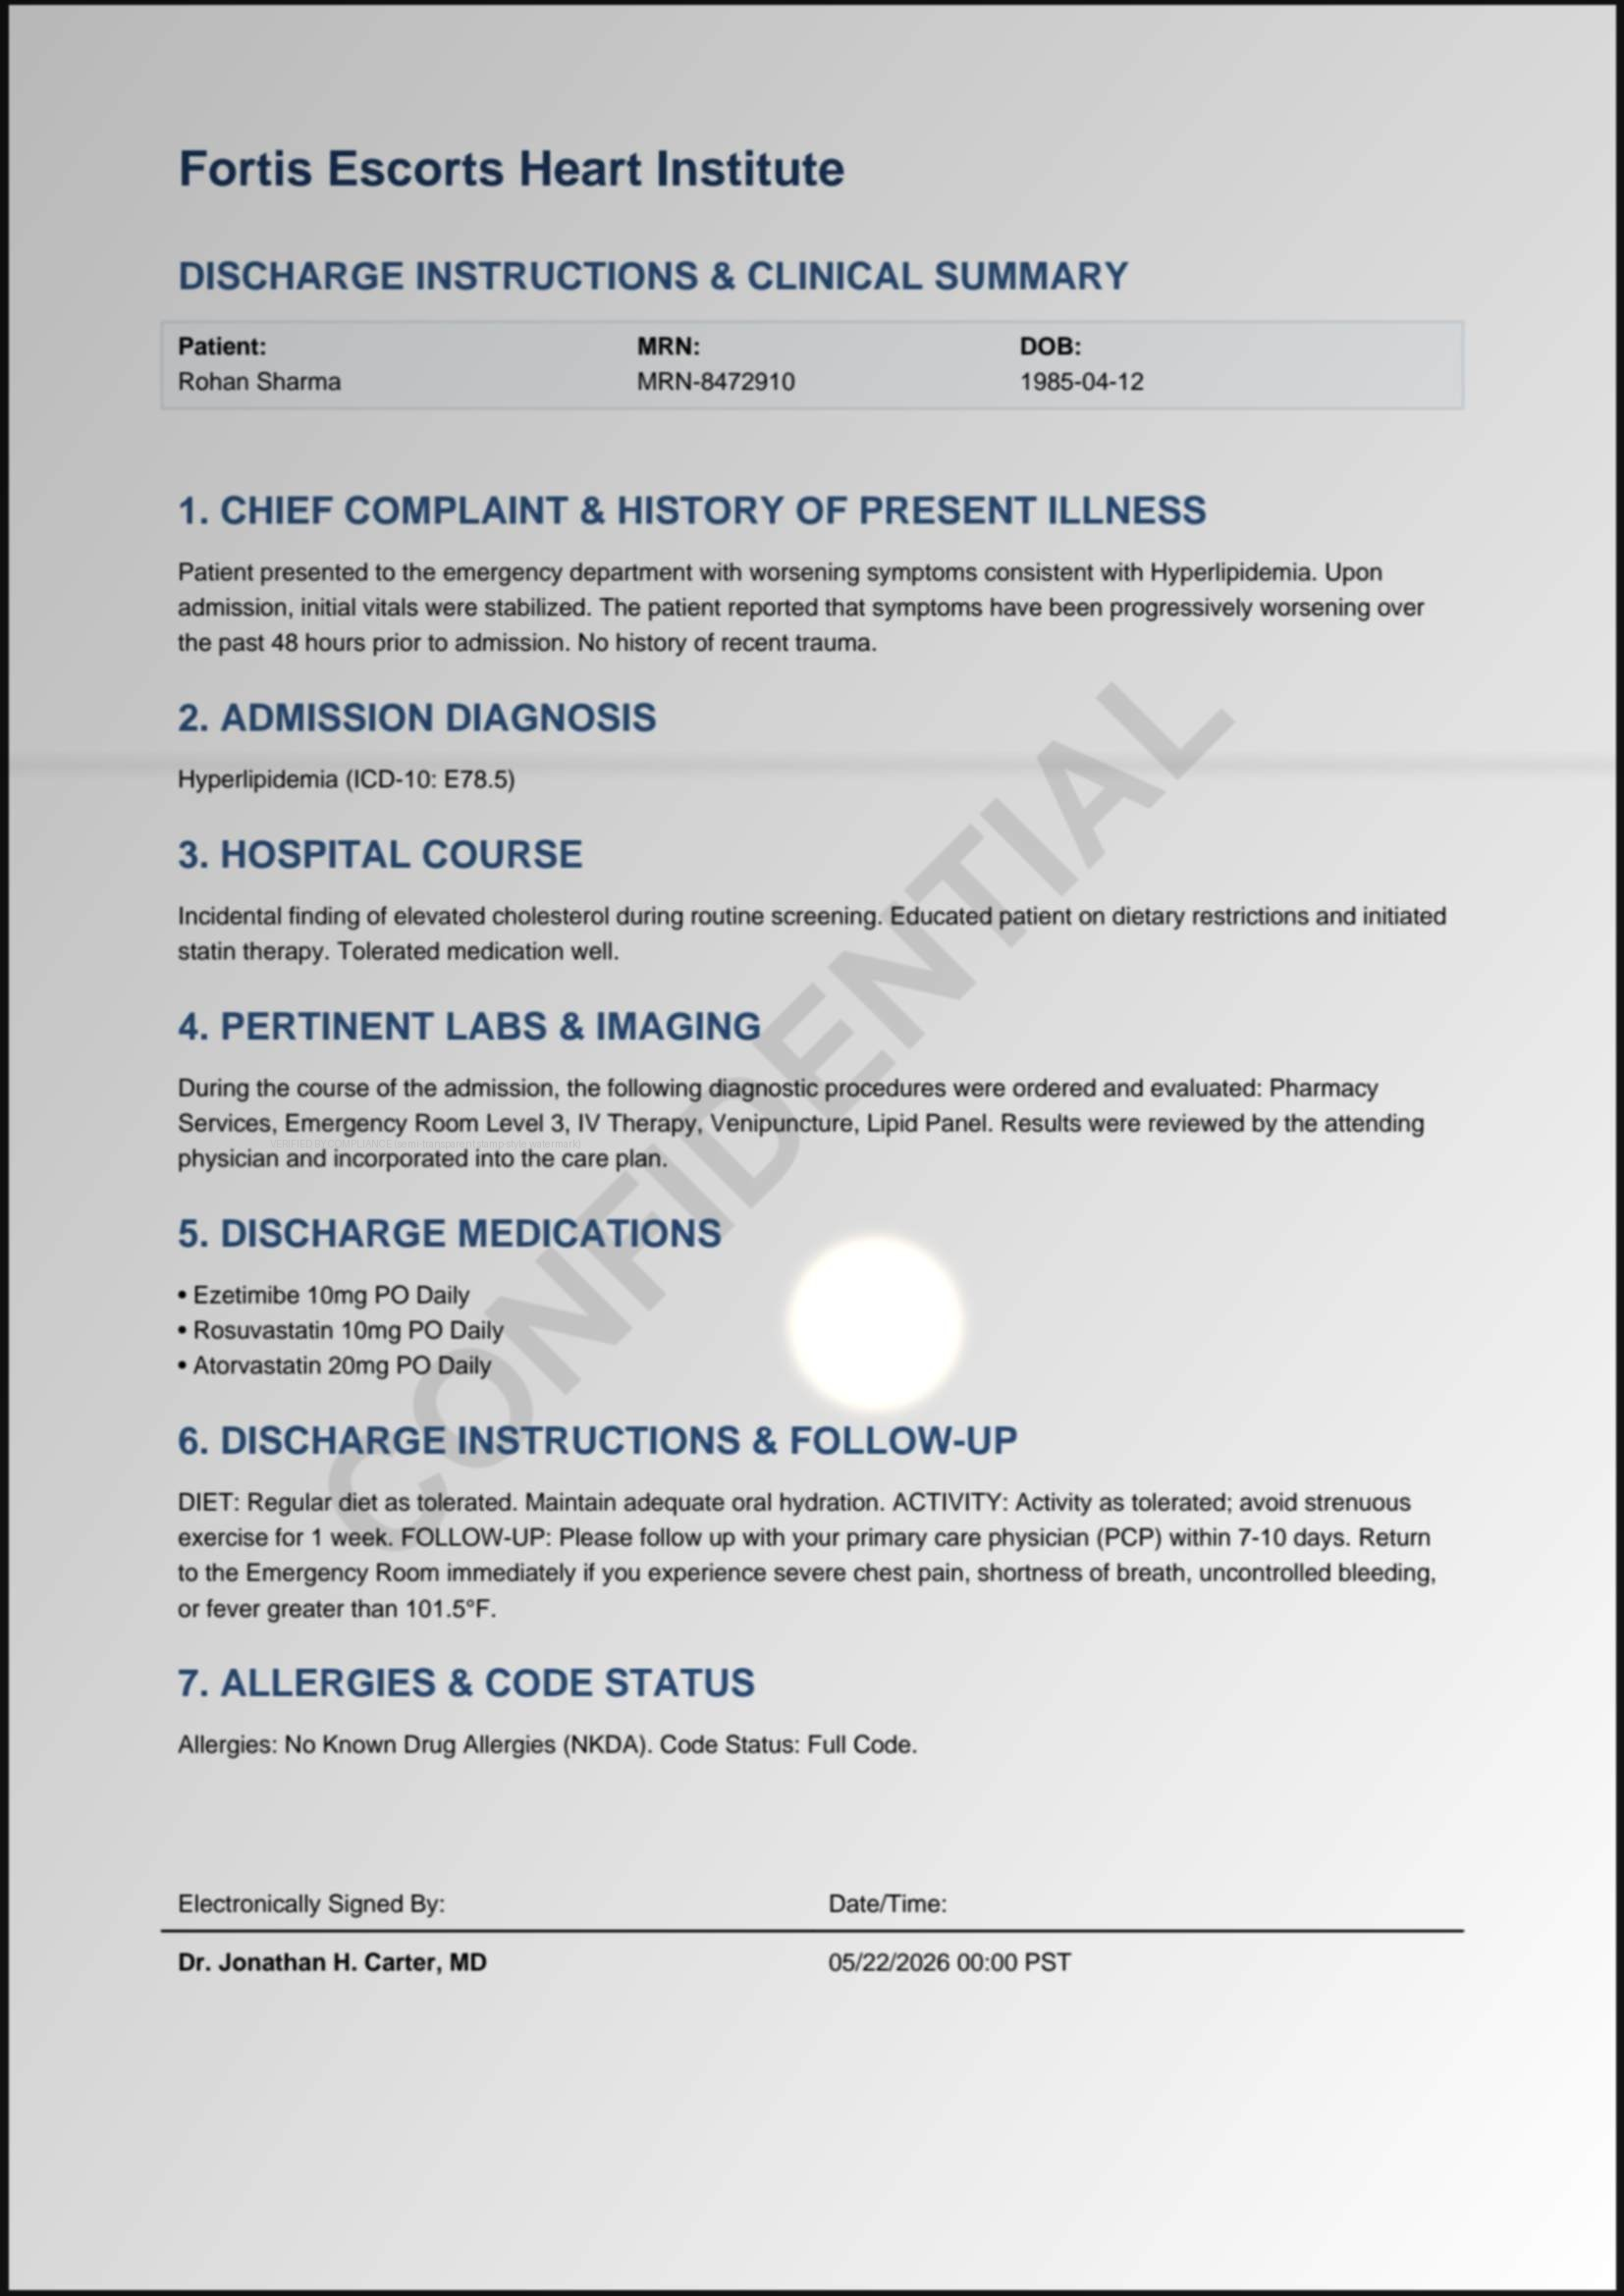 Fortis Escorts Heart Institute
DISCHARGE INSTRUCTIONS & CLINICAL SUMMARY
Patient: MRN: DOB:
Rohan Sharma MRN-8472910 1985-04-12
1. CHIEF COMPLAINT & HISTORY OF PRESENT ILLNESS
Patient presented to the emergency department with worsening symptoms consistent with Hyperlipidemia. Upon
admission, initial vitals were stabilized. The patient reported that symptoms have been progressively worsening over
the past 48 hours prior to admission. No history of recent trauma.
2. ADMISSION DIAGNOSIS
Hyperlipidemia (ICD-10: E78.5)
3. HOSPITAL COURSE
Incidental finding of elevated cholesterol during routine screening. Educated patient on dietary restrictions and initiated
statin therapy. Tolerated medication well.
4. PERTINENT LABS & IMAGING
During the course of the admission, the following diagnostic procedures were ordered and evaluated: Pharmacy
Services, Emergency Room Level 3, IV Therapy, Venipuncture, Lipid Panel. Results were reviewed by the attending
VERIFIED BY COMPLIANCE (semi-transparent stamp style watermark)
physician and incorporated into the care plan.
5. DISCHARGE MEDICATIONS
• Ezetimibe 10mg PO Daily
• Rosuvastatin 10mg PO Daily
• Atorvastatin 20mg PO Daily
6. DISCHARGE INSTRUCTIONS & FOLLOW-UP
DIET: Regular diet as tolerated. Maintain adequate oral hydration. ACTIVITY: Activity as tolerated; avoid strenuous
exercise for 1 week. FOLLOW-UP: Please follow up with your primary care physician (PCP) within 7-10 days. Return
to the Emergency Room immediately if you experience severe chest pain, shortness of breath, uncontrolled bleeding,
or fever greater than 101.5°F.
7. ALLERGIES & CODE STATUS
Allergies: No Known Drug Allergies (NKDA). Code Status: Full Code.
Electronically Signed By: Date/Time:
Dr. Jonathan H. Carter, MD 05/22/2026 00:00 PST
CONFIDENTIAL